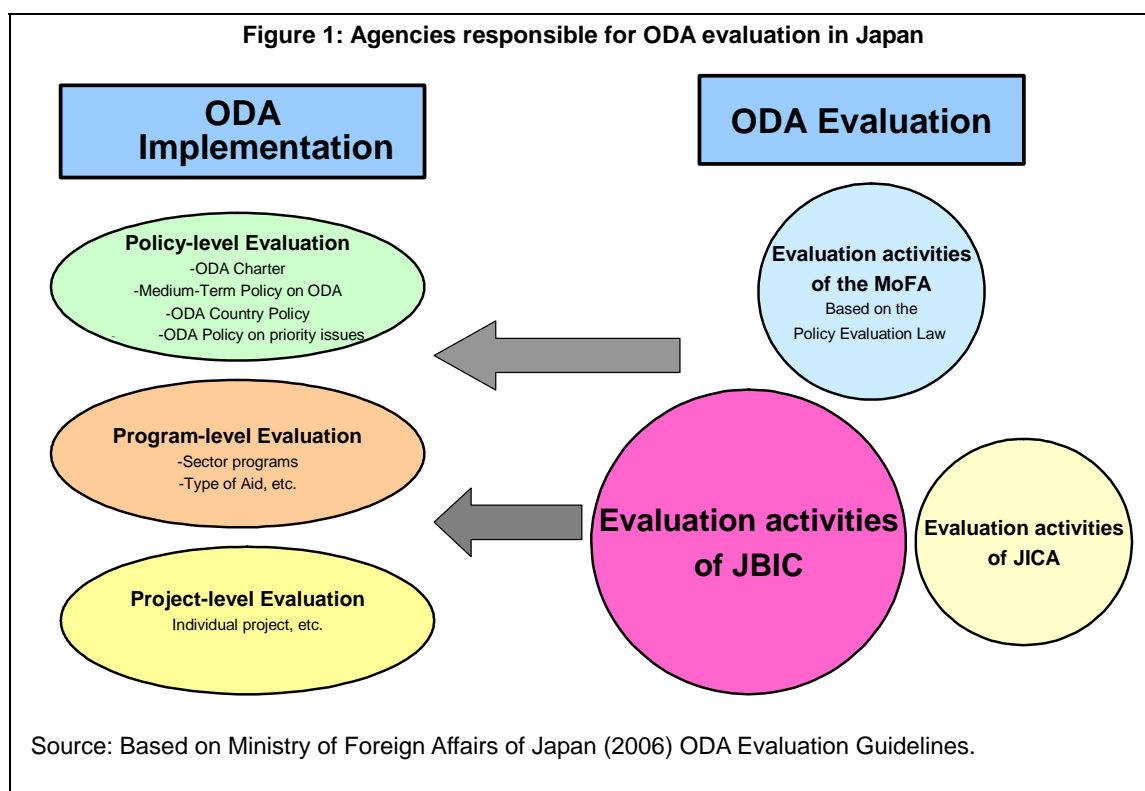 Figure 1: Agencies responsible for ODA evaluation in Japan
ODA
Implementation
ODA Evaluation
Policy-level Evaluation
-ODA Charter
-Medium-Term Policy on ODA
-ODA Country Policy
-ODA Policy on priority issues
Evaluation activities
of the MoFA
Based on the
Policy Evaluation Law
Program-level Evaluation
-Sector programs
-Type of Aid, etc.
Evaluation activities
of JBIC
Evaluation activities
of JICA
Project-level Evaluation
Individual project, etc.
Source: Based on Ministry of Foreign Affairs of Japan (2006) ODA Evaluation Guidelines.